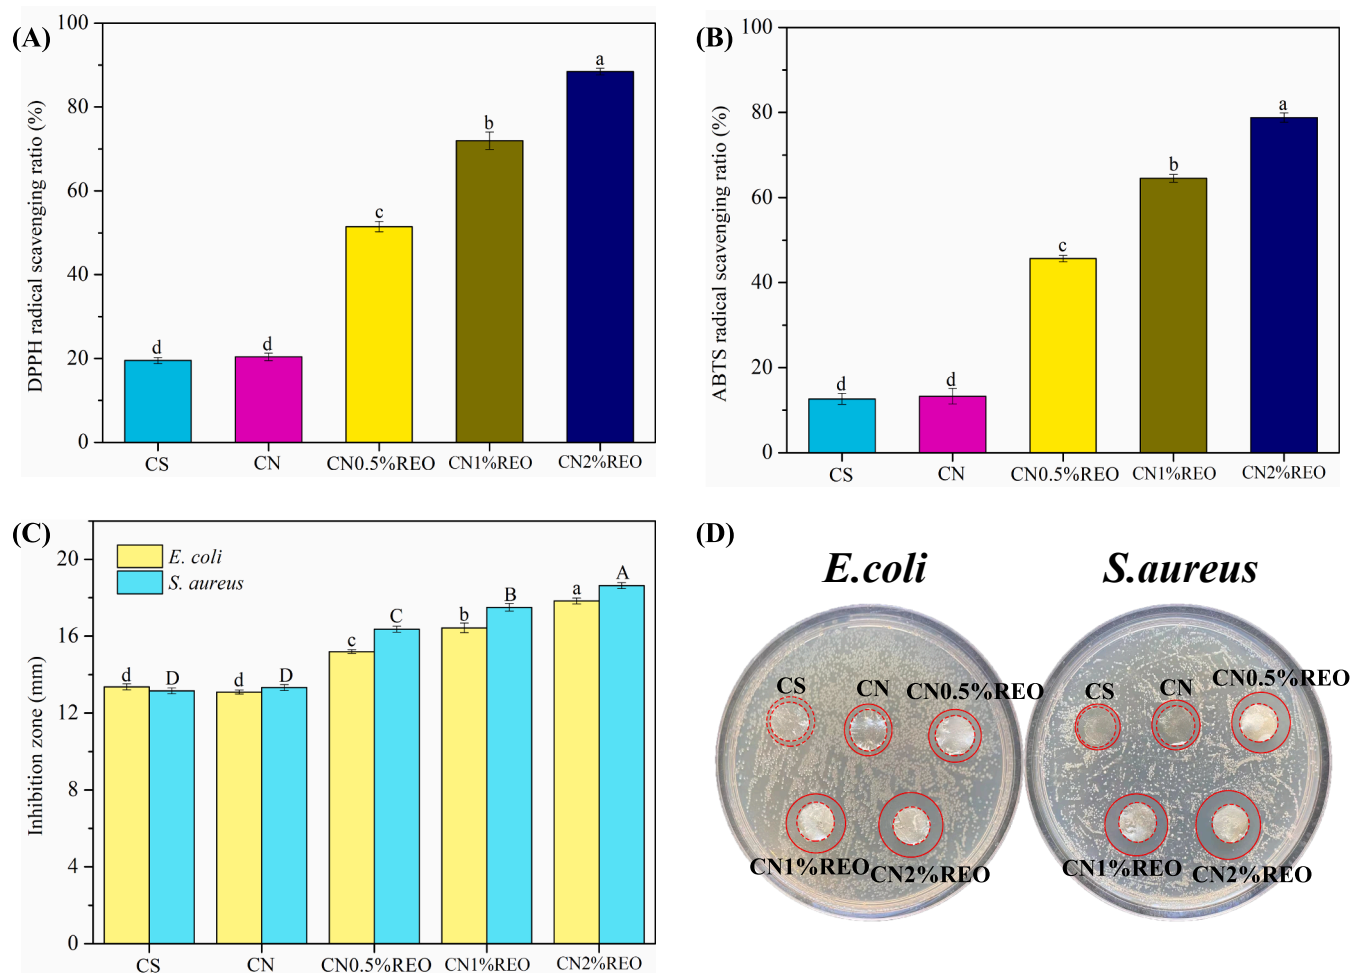 (A)
100
80
60
40
20
0
DPPH radical scavenging ratio (%)
d
d
c
b
a
CS
CN
CN0.5%REO
CN1%REO
CN2%REO
(B)
100
80
60
40
20
0
ABTS radical scavenging ratio (%)
d
d
c
b
a
CS
CN
CN0.5%REO
CN1%REO
CN2%REO
(C)
20
16
12
8
4
0
Inhibition zone (mm)
E. coli
S. aureus
d D
d D
c C
b B
a A
CS
CN
CN0.5%REO
CN1%REO
CN2%REO
(D)
E.coli
CS
CN
CN0.5%REO
CN1%REO
CN2%REO
S.aureus
CS
CN
CN0.5%REO
CN1%REO
CN2%REO